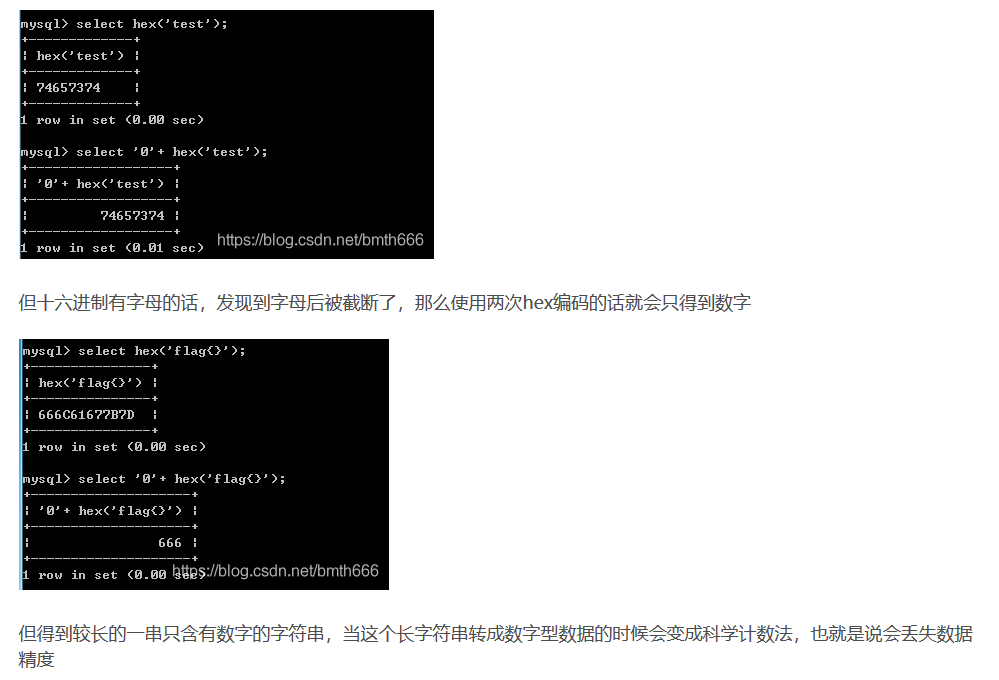 mysql> select hex('test');
+-------------+
| hex('test') |
+-------------+
| 74657374    |
+-------------+
1 row in set (0.00 sec)
mysql> select '0'+ hex('test');
+------------------+
| '0'+ hex('test') |
+------------------+
|         74657374 |
+------------------+
1 row in set (0.01 sec)
https://blog.csdn.net/bmth666
但十六进制有字母的话，发现到字母后被截断了，那么使用两次hex编码的话就会只得到数字
mysql> select hex('flag{}');
+---------------+
| hex('flag{}') |
+---------------+
| 666C61677B7D  |
+---------------+
1 row in set (0.00 sec)
mysql> select '0'+ hex('flag{}');
+--------------------+
| '0'+ hex('flag{}') |
+--------------------+
|                666 |
+--------------------+
1 row in set (0.00 sec)
https://blog.csdn.net/bmth666
但得到较长的一串只含有数字的字符串，当这个长字符串转成数字型数据的时候会变成科学计数法，也就是说会丢失数据
精度